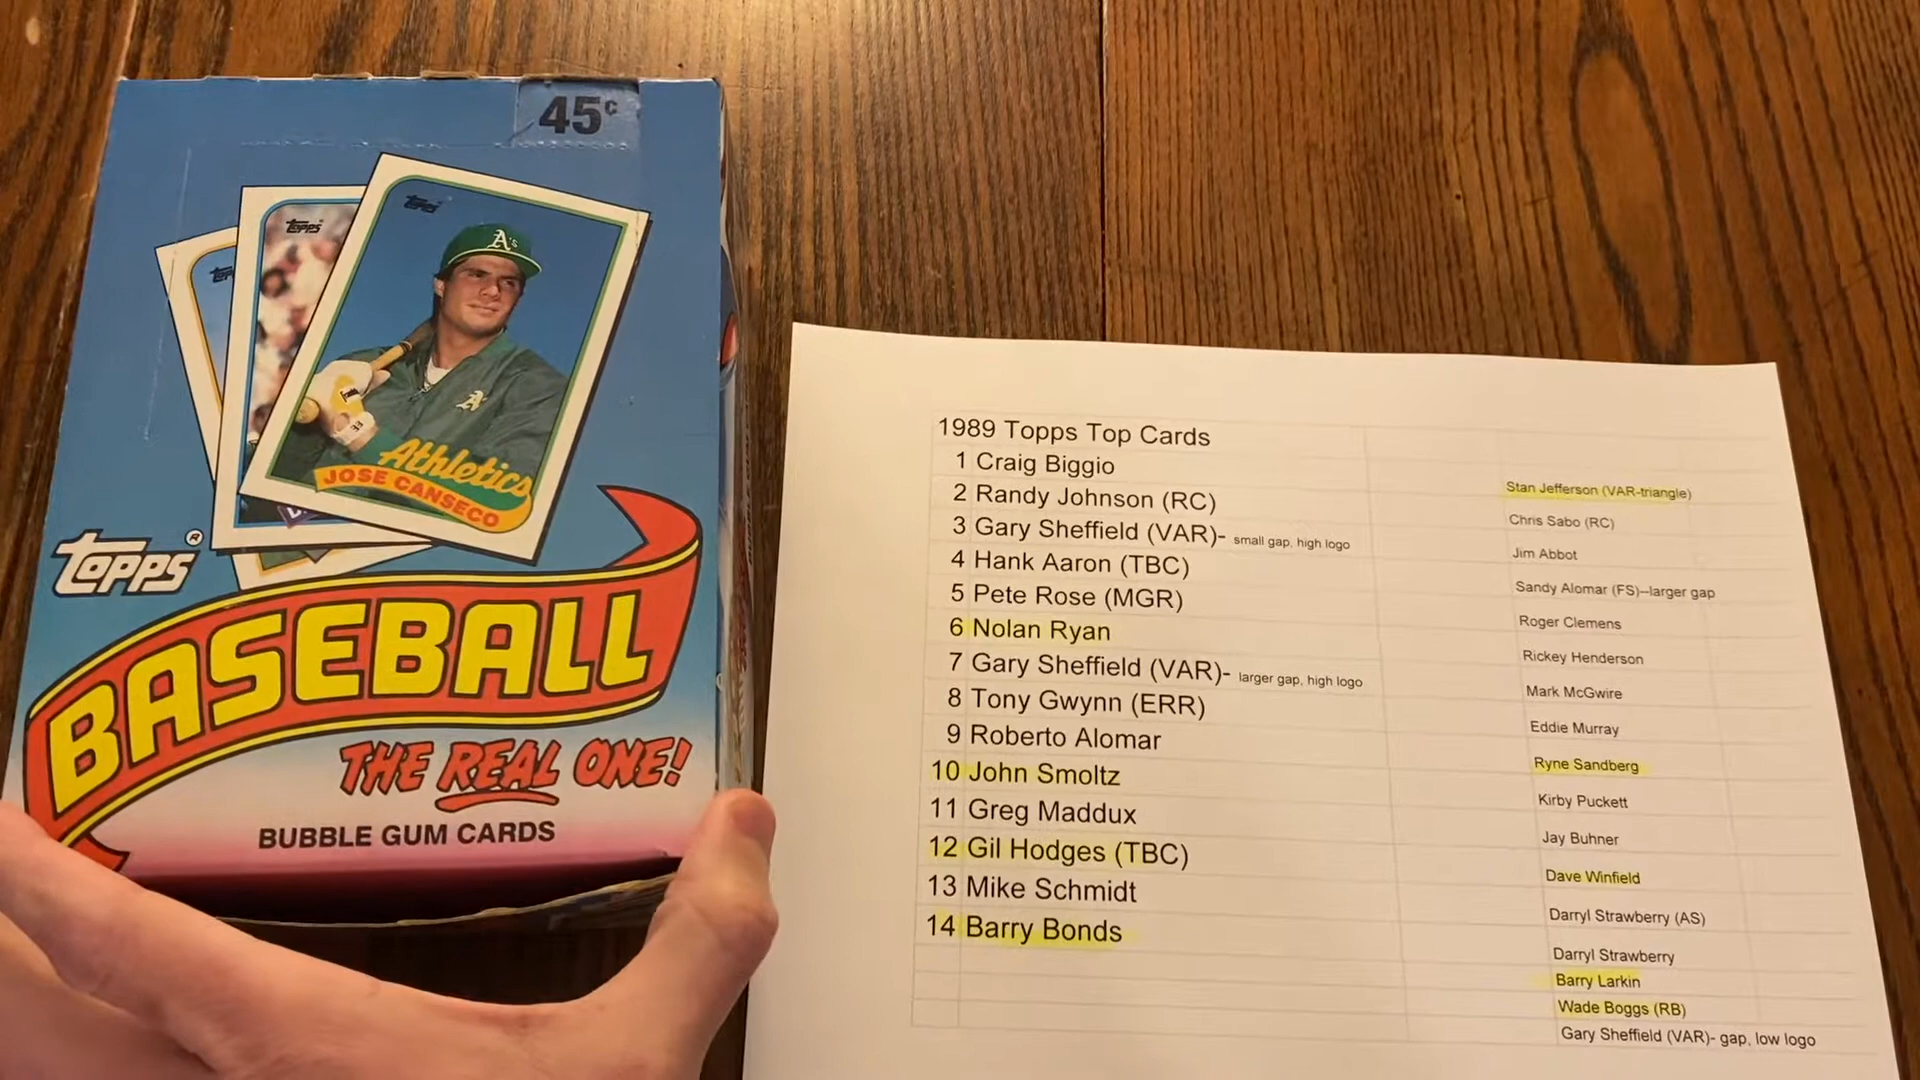 45¢
Topps
Topps
Topps
A's
A's
33
Athletics
JOSE CANSECO
Topps®
BASEBALL
THE REAL ONE!
BUBBLE GUM CARDS
1989 Topps Top Cards
1 Craig Biggio
2 Randy Johnson (RC)
3 Gary Sheffield (VAR)- small gap, high logo
4 Hank Aaron (TBC)
5 Pete Rose (MGR)
6 Nolan Ryan
7 Gary Sheffield (VAR)- larger gap, high logo
8 Tony Gwynn (ERR)
9 Roberto Alomar
10 John Smoltz
11 Greg Maddux
12 Gil Hodges (TBC)
13 Mike Schmidt
14 Barry Bonds
Stan Jefferson (VAR-triangle)
Chris Sabo (RC)
Jim Abbot
Sandy Alomar (FS)--larger gap
Roger Clemens
Rickey Henderson
Mark McGwire
Eddie Murray
Ryne Sandberg
Kirby Puckett
Jay Buhner
Dave Winfield
Darryl Strawberry (AS)
Darryl Strawberry
Barry Larkin
Wade Boggs (RB)
Gary Sheffield (VAR)- gap, low logo